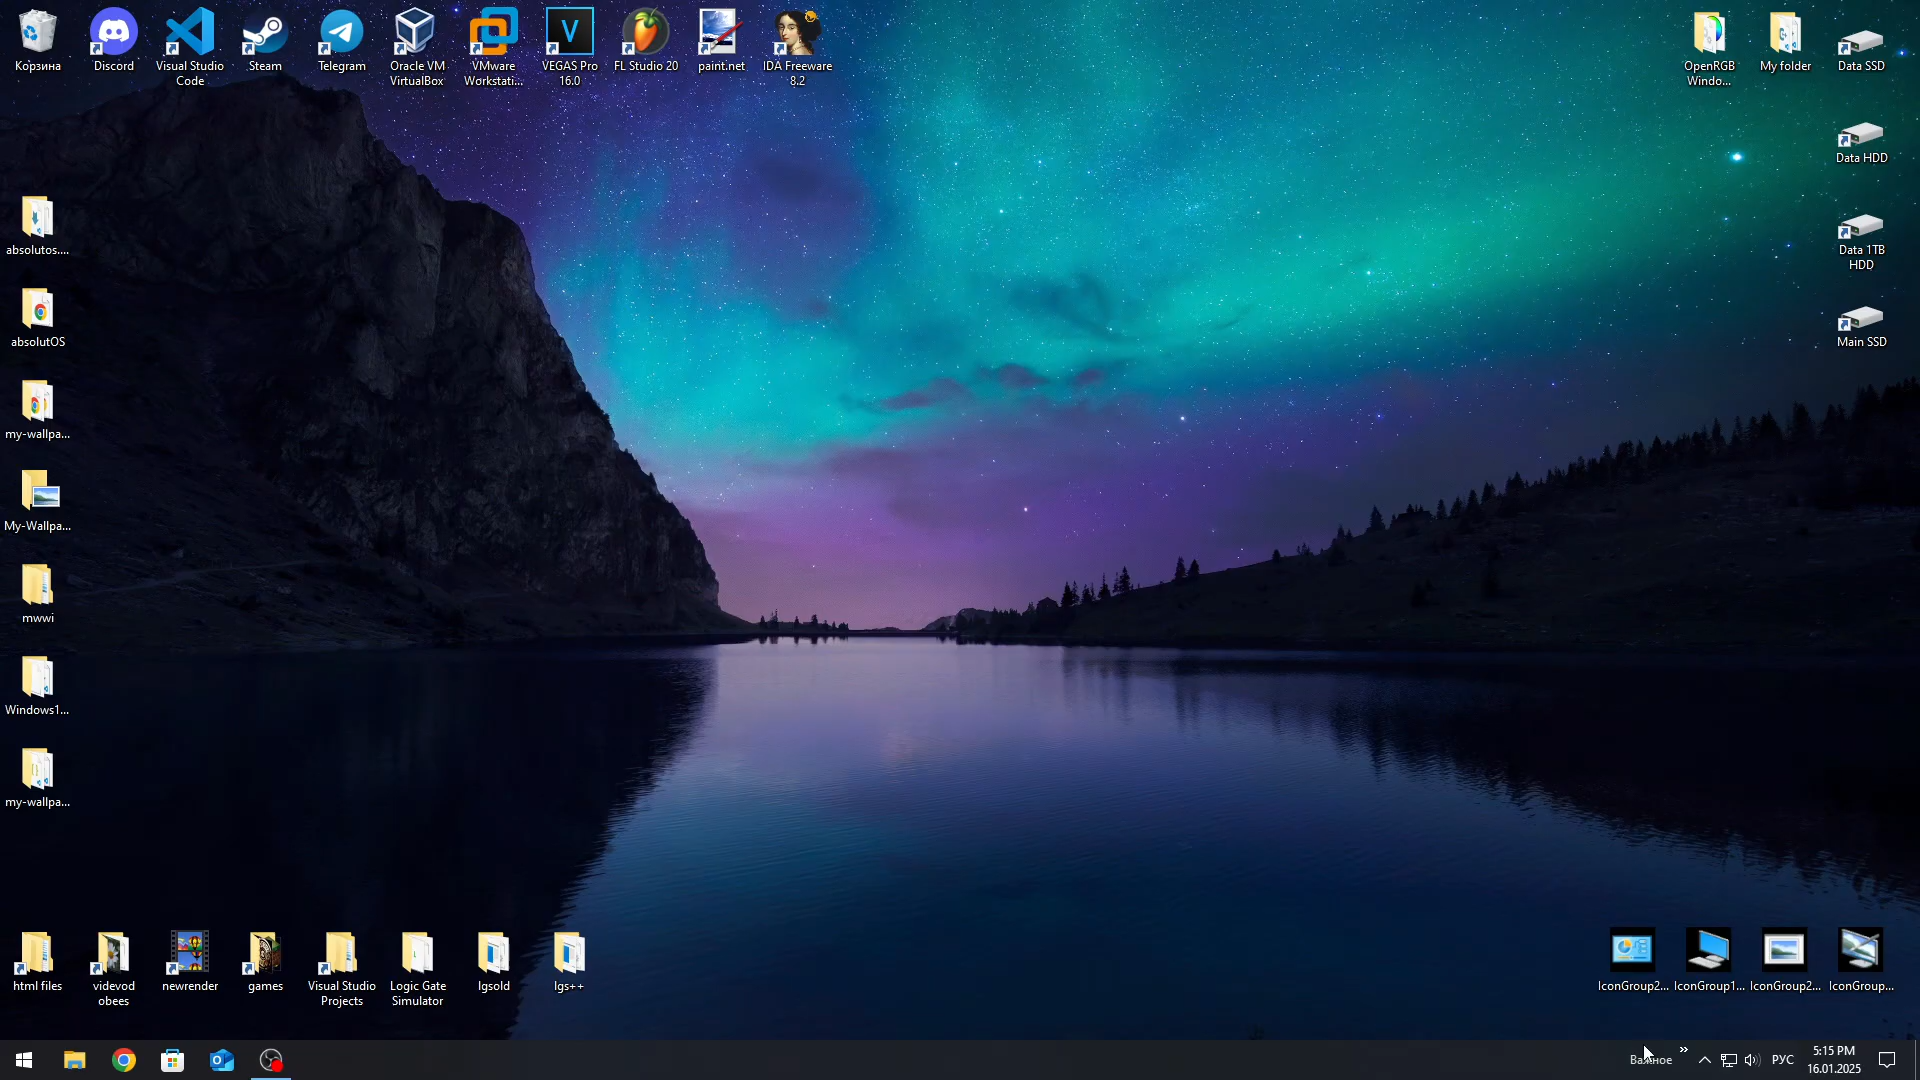 Корзина
Discord
Visual Studio
Code
Steam
Telegram
Oracle VM
VirtualBox
VMware
Workstati...
VEGAS Pro
16.0
FL Studio 20
paint.net
IDA Freeware
8.2
OpenRGB
Windo...
My folder
Data SSD
Data HDD
absolutos....
Data 1TB
HDD
absolutOS
Main SSD
my-wallpa...
My-Wallpa...
mwwi
Windows1...
my-wallpa...
html files
videvod
obees
newrender
games
Visual Studio
Projects
Logic Gate
Simulator
lgsold
lgs++
IconGroup2...
IconGroup1...
IconGroup2...
IconGroup...
Важное
РУС
5:15 PM
16.01.2025